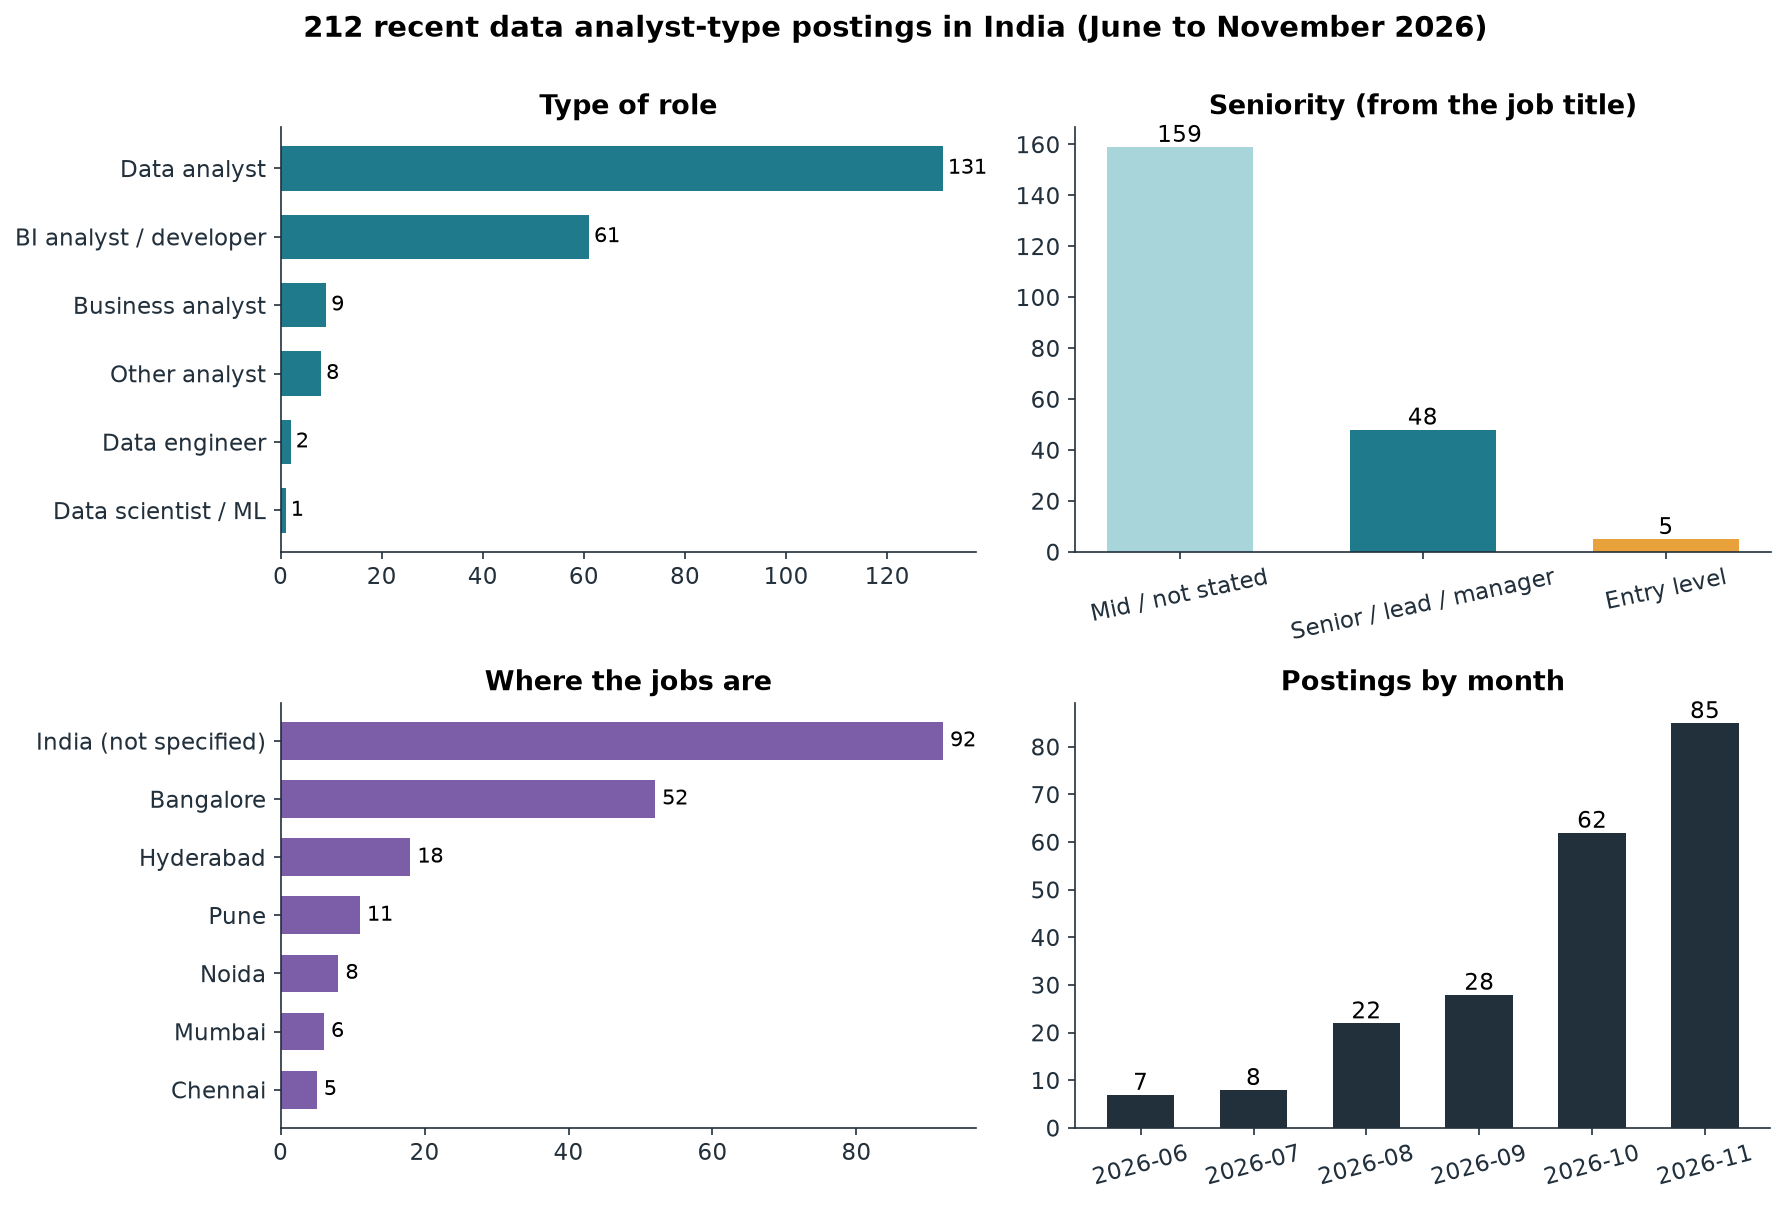 212 recent data analyst-type postings in India (June to November 2026)
Type of role
Data analyst
131
BI analyst / developer
61
Business analyst
9
Other analyst
8
Data engineer
2
Data scientist / ML
1
0 20 40 60 80 100 120
Seniority (from the job title)
160
140
120
100
80
60
40
20
0
159
48
5
Mid / not stated
Senior / lead / manager
Entry level
Where the jobs are
India (not specified)
92
Bangalore
52
Hyderabad
18
Pune
11
Noida
8
Mumbai
6
Chennai
5
0 20 40 60 80
Postings by month
80
70
60
50
40
30
20
10
0
7
8
22
28
62
85
2026-06
2026-07
2026-08
2026-09
2026-10
2026-11